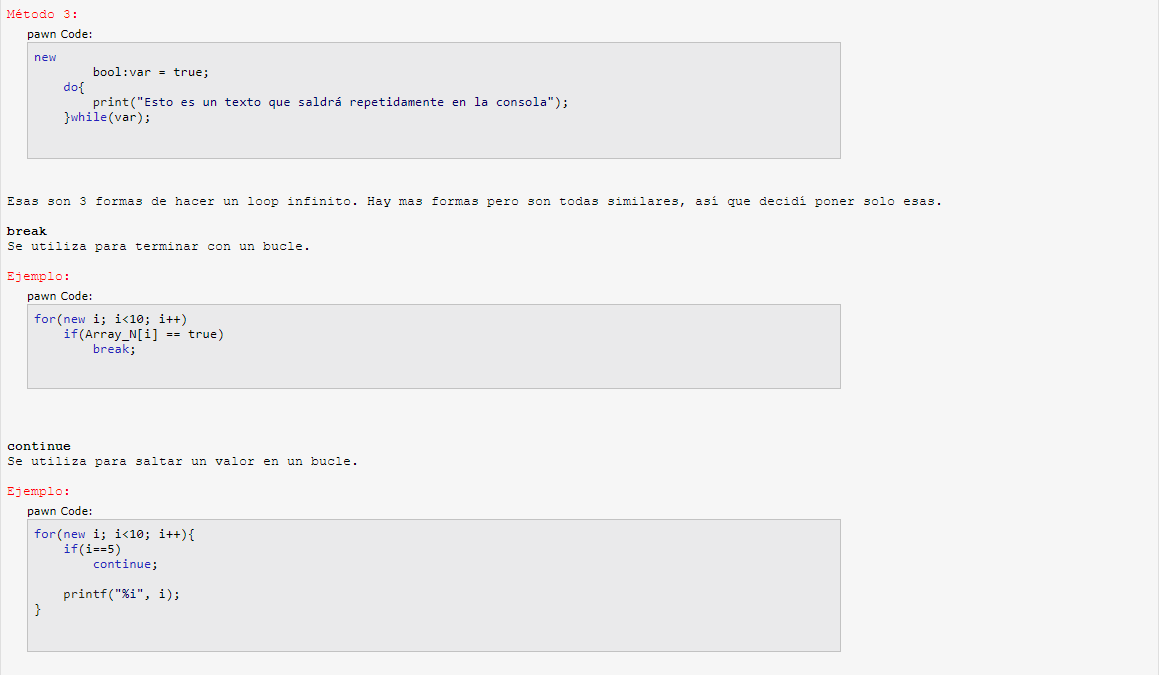 Método 3:
pawn Code:
new
bool:var = true;
do{
print("Esto es un texto que saldrá repetidamente en la consola");
}while(var);
Esas son 3 formas de hacer un loop infinito. Hay mas formas pero son todas similares, así que decidí poner solo esas.
break
Se utiliza para terminar con un bucle.
Ejemplo:
pawn Code:
for(new i; i<10; i++)
if(Array_N[i] == true)
break;
continue
Se utiliza para saltar un valor en un bucle.
Ejemplo:
pawn Code:
for(new i; i<10; i++){
if(i==5)
continue;
printf("%i", i);
}